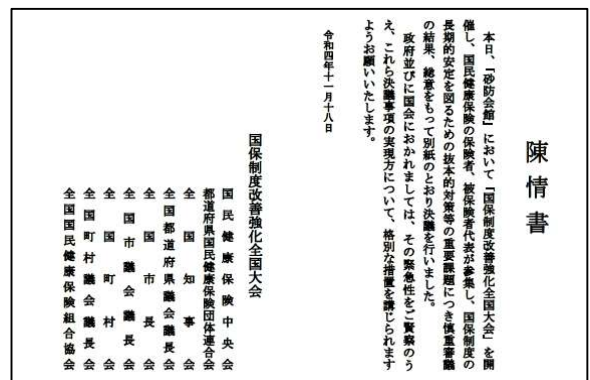 陳情書
本日、「砂防会館」において「国保制度改善強化全国大会」を開
催し、国民健康保険の保険者、被保険者代表が参集し、国保制度の
長期的安定を図るための抜本的対策等の重要課題につき慎重審議
の結果、総意をもって別紙のとおり決議を行いました。
政府並びに国会におかれましては、その緊急性をご賢察のう
え、これら決議事項の実現方について、格別な措置を講じられます
ようお願いいたします。
令和四年十一月十八日
国保制度改善強化全国大会
国民健康保険中央会
都道府県国民健康保険団体連合会
全国知事会
全国都道府県議会議長会
全国市長会
全国市議会議長会
全国町村会
全国町村議会議長会
全国国民健康保険組合協会